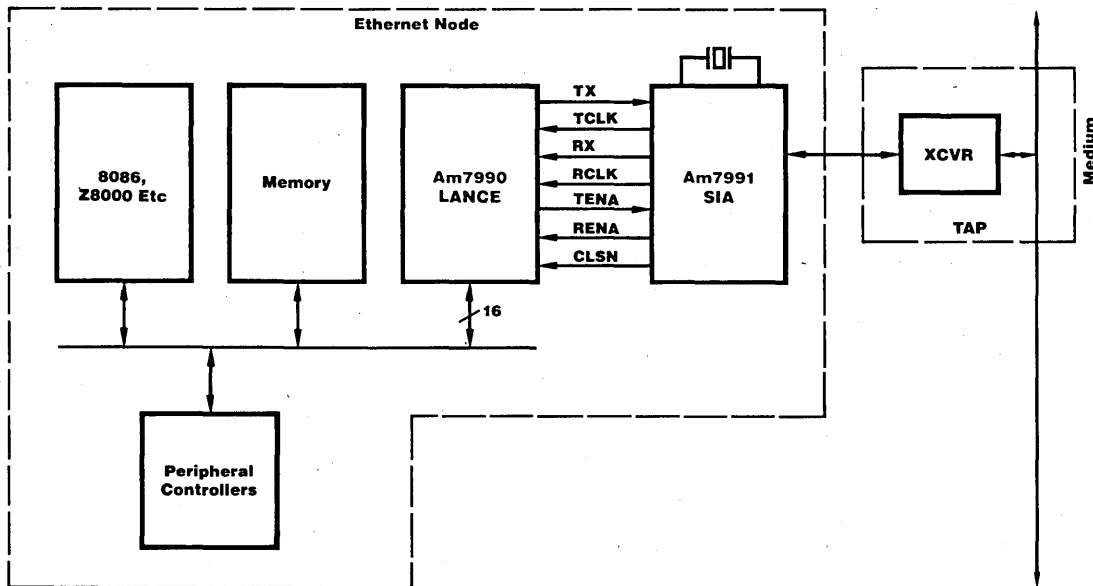 Ethernet Node
8086,
Z8000 Etc
Memory
Am7990
LANCE
TX
TCLK
RX
RCLK
TENA
RENA
CLSN
Am7991
SIA
XCVR
TAP
Medium
16
Peripheral
Controllers